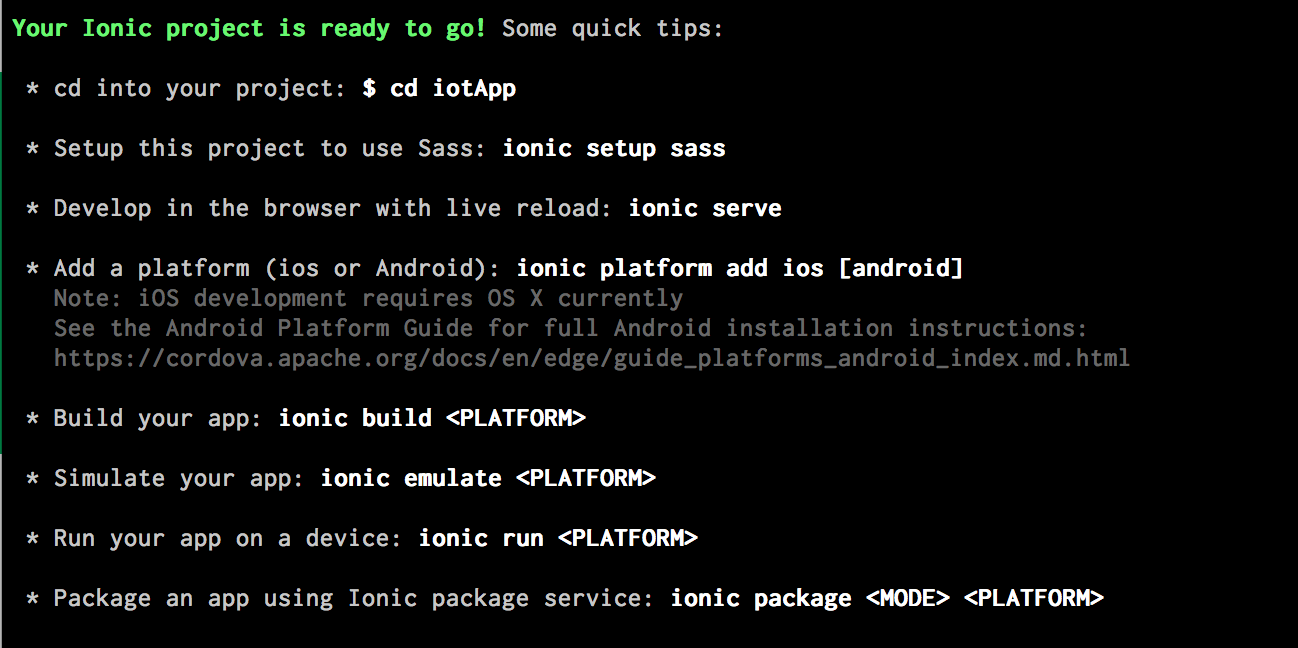 Your Ionic project is ready to go! Some quick tips:
* cd into your project: $ cd iotApp
* Setup this project to use Sass: ionic setup sass
* Develop in the browser with live reload: ionic serve
* Add a platform (ios or Android): ionic platform add ios [android]
Note: iOS development requires OS X currently
See the Android Platform Guide for full Android installation instructions:
https://cordova.apache.org/docs/en/edge/guide_platforms_android_index.md.html
* Build your app: ionic build <PLATFORM>
* Simulate your app: ionic emulate <PLATFORM>
* Run your app on a device: ionic run <PLATFORM>
* Package an app using Ionic package service: ionic package <MODE> <PLATFORM>